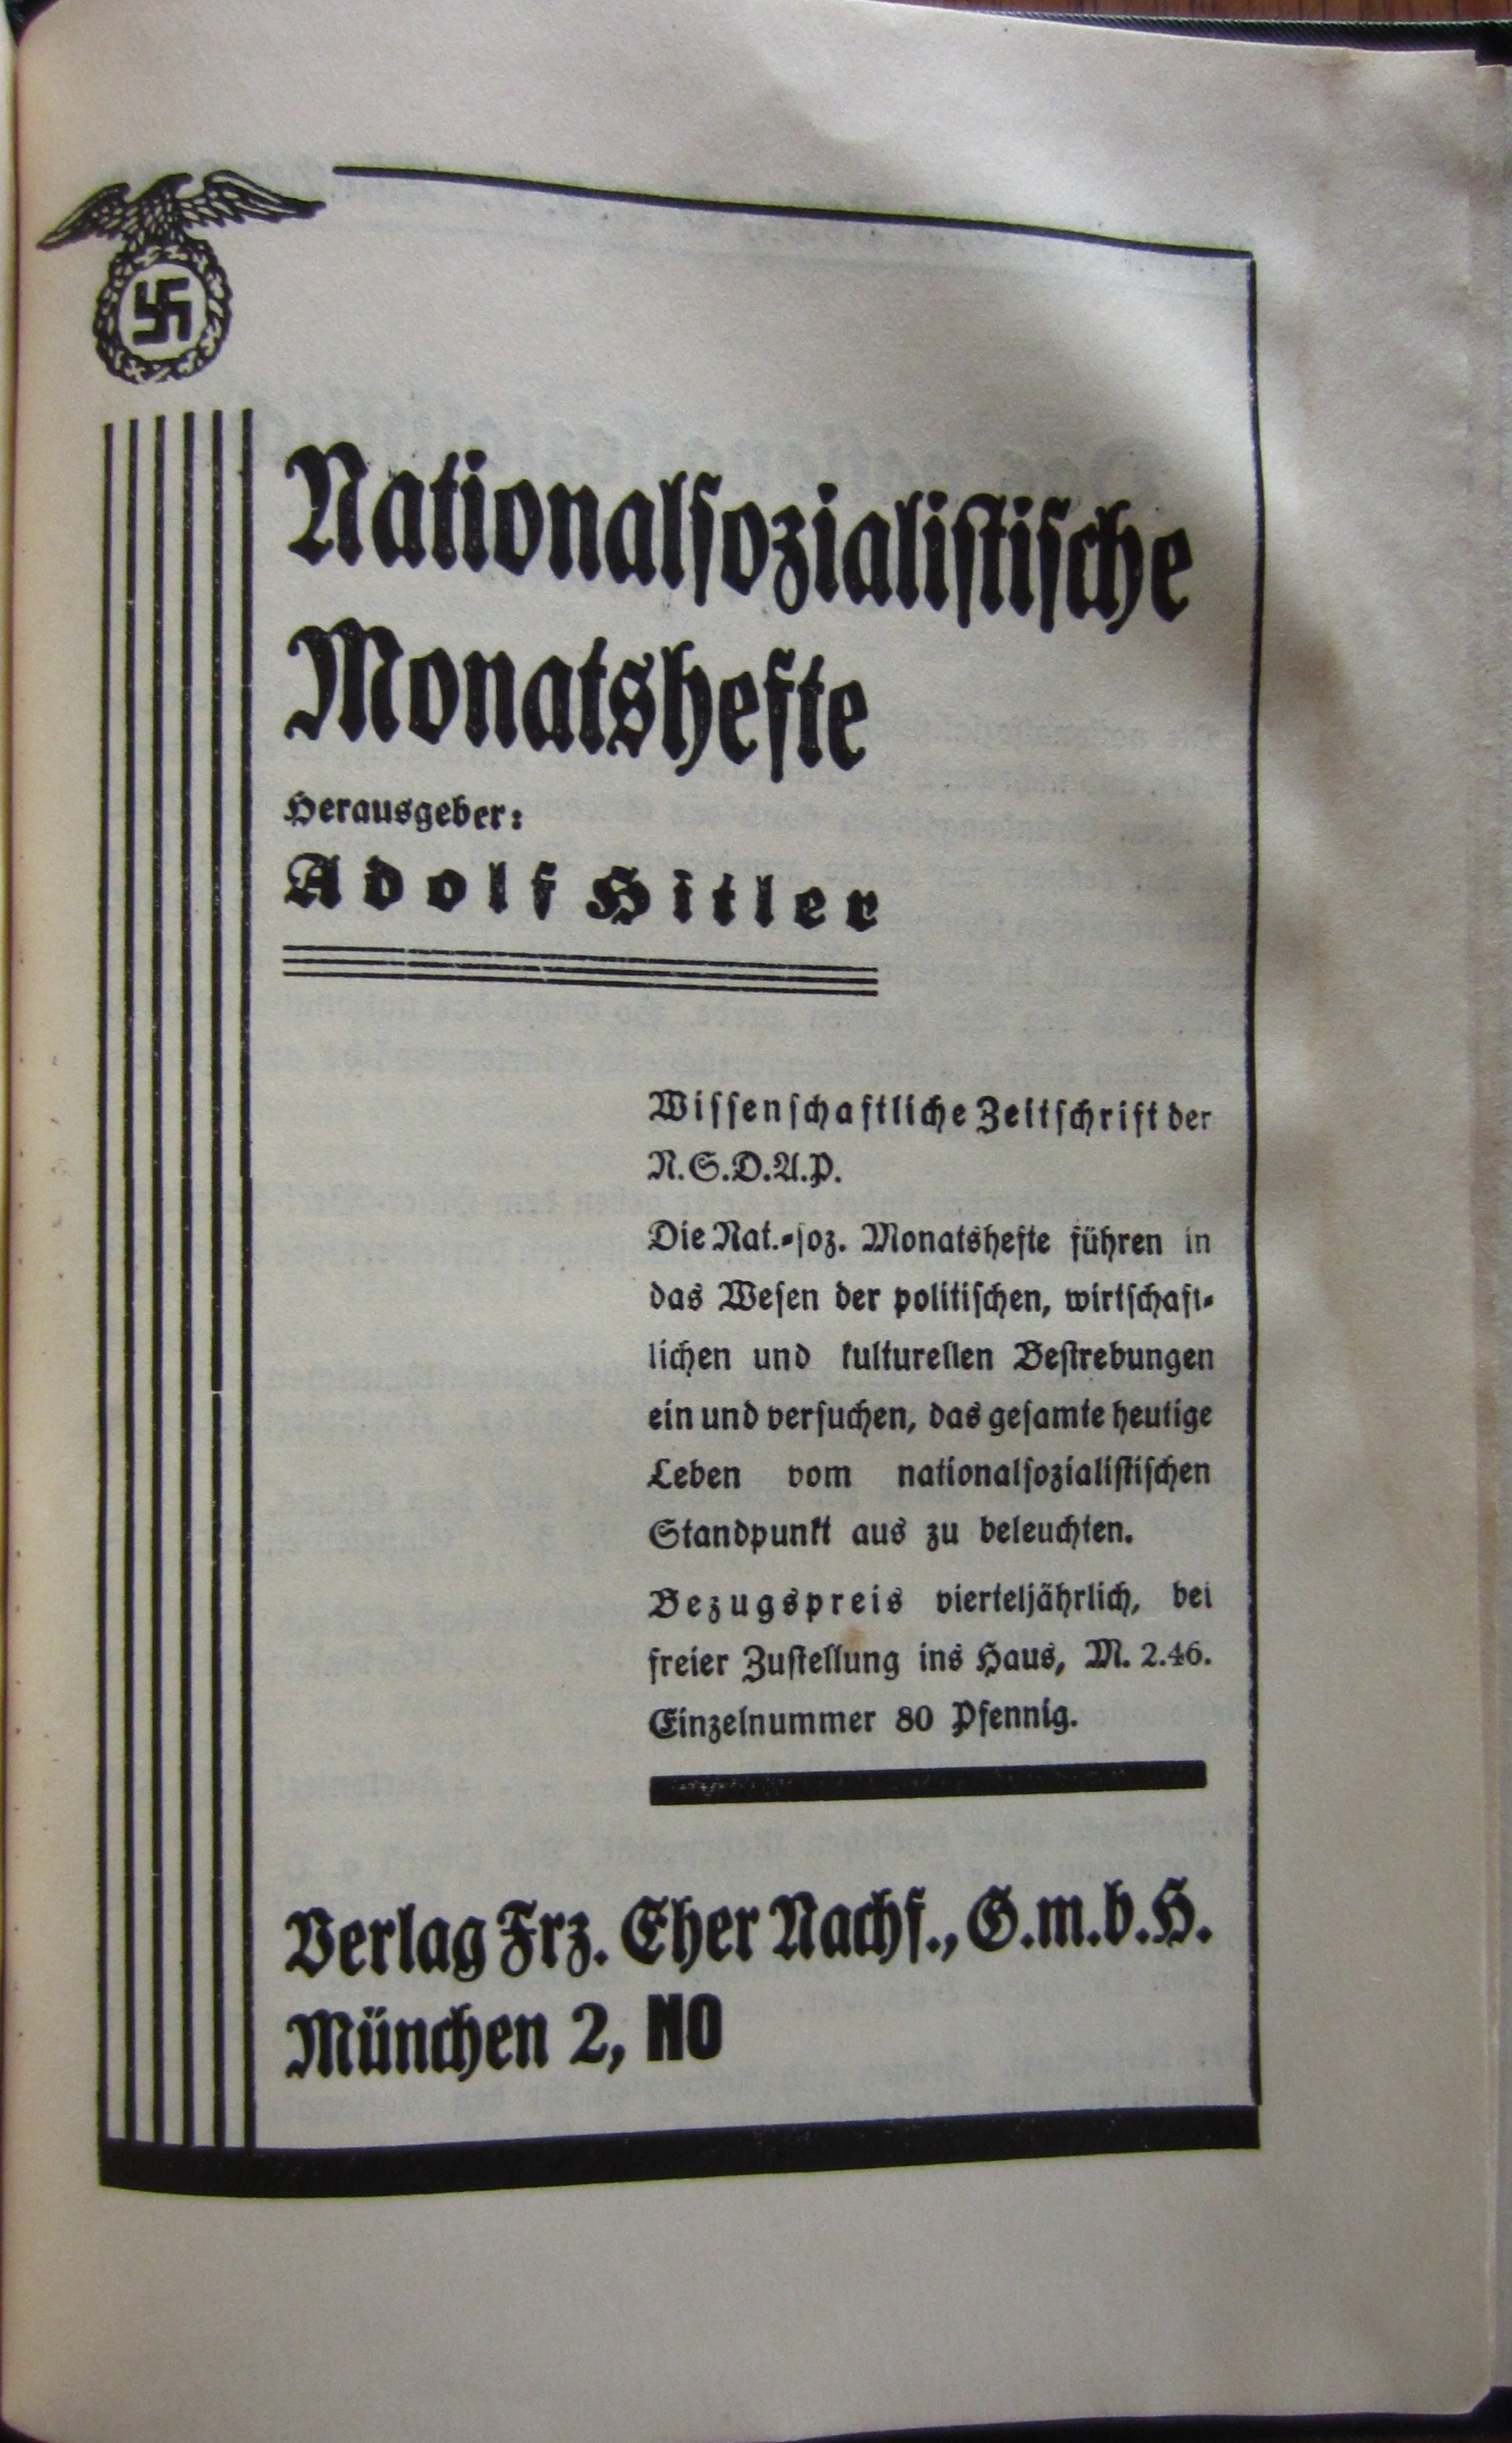 Nationalsozialistische
Monatshefte
Herausgeber:
Adolf Hitler
Wissenschaftliche Zeitschrift der
N.S.D.A.P.
Die Nat.-soz. Monatshefte führen in
das Wesen der politischen, wirtschaft-
lichen und kulturellen Bestrebungen
ein und versuchen, das gesamte heutige
Leben vom nationalsozialistischen
Standpunkt aus zu beleuchten.
Bezugspreis vierteljährlich, bei
freier Zustellung ins Haus, M. 2.46.
Einzelnummer 80 Pfennig.
Verlag Frz. Eher Nachf., G.m.b.H.
München 2, NO